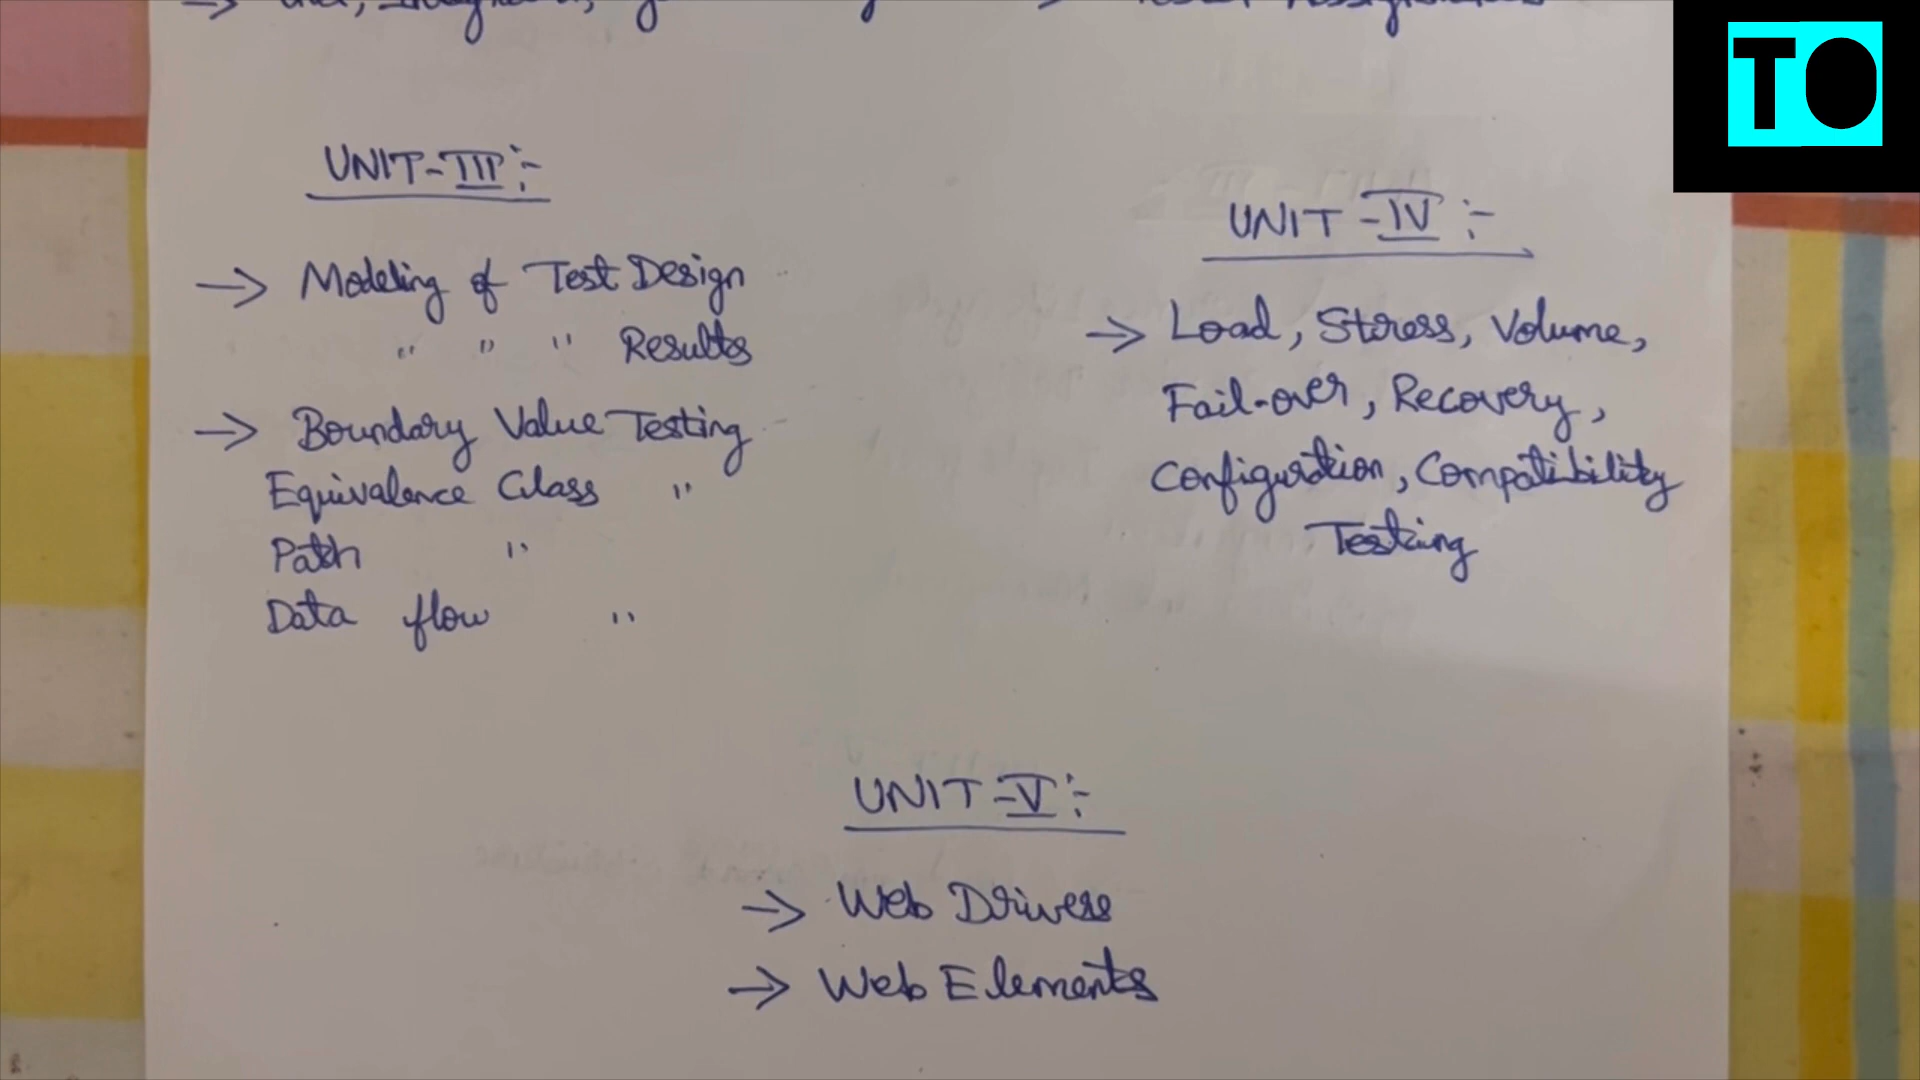 TO
UNIT-III :-
→ Modeling of Test Design
" " " Results
→ Boundary Value Testing
Equivalence Class "
Path "
Data flow "
UNIT-IV :-
→ Load, Stress, Volume,
Fail-over, Recovery,
Configuration, Compatibility
Testing
UNIT-V :-
→ Web Drivers
→ Web Elements